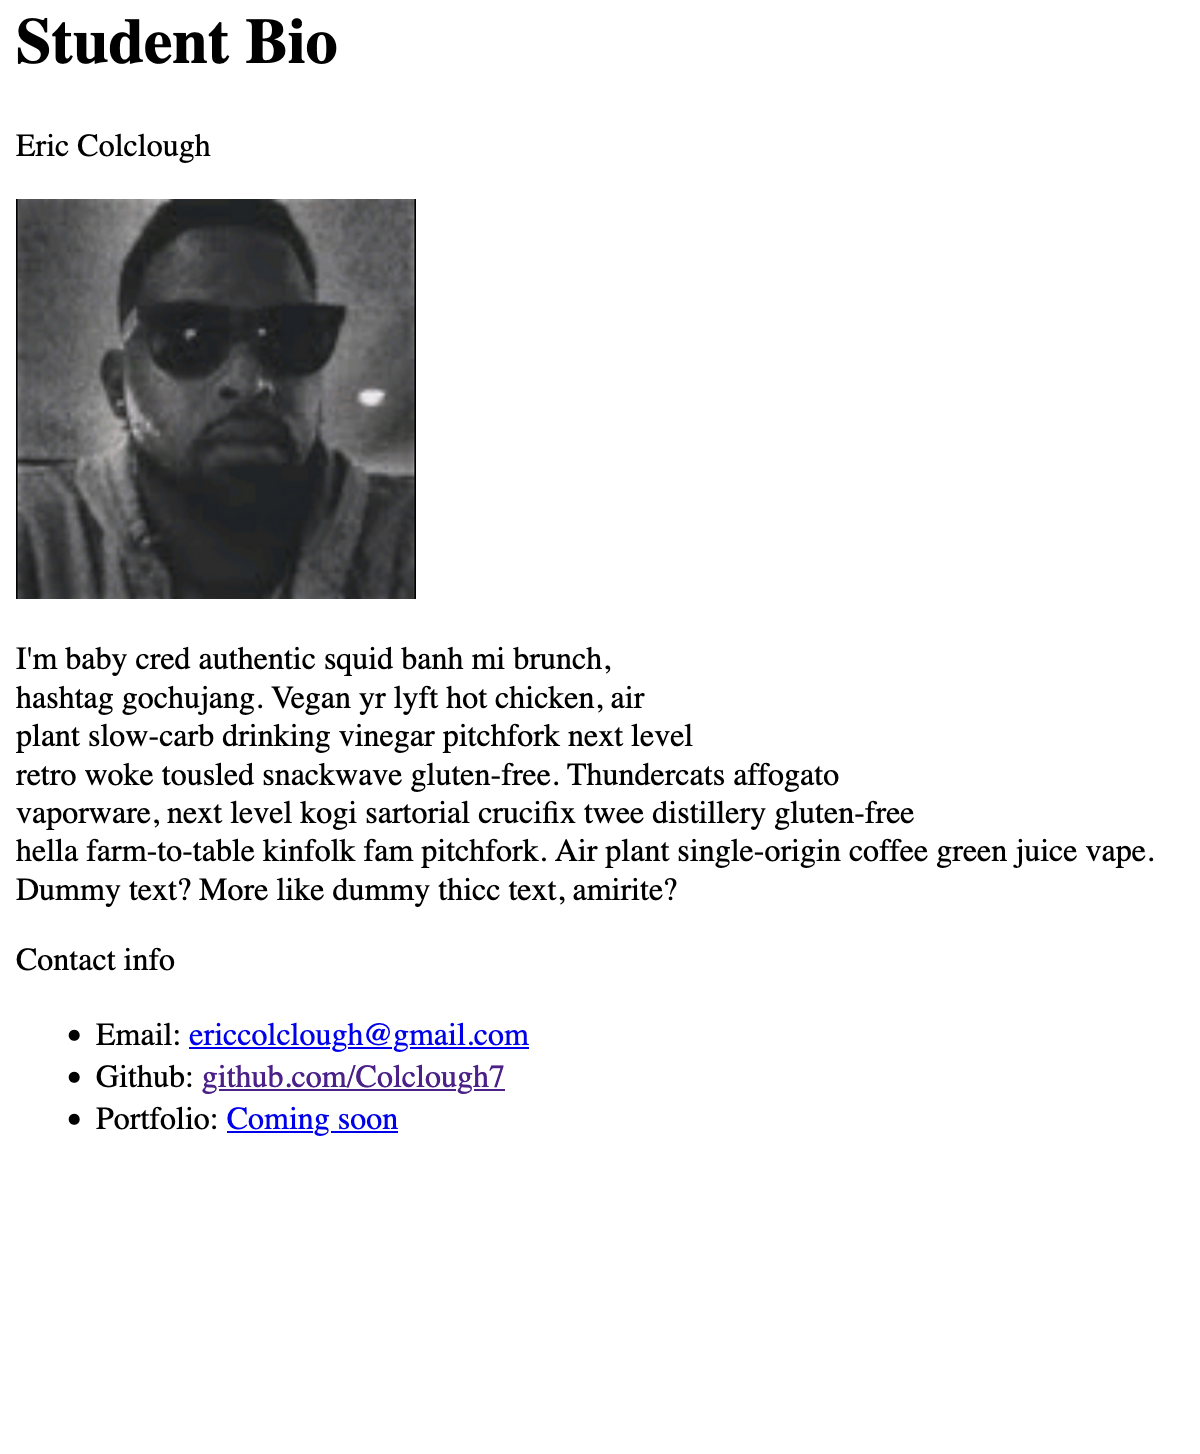 Student Bio
Eric Colclough
I'm baby cred authentic squid banh mi brunch,
hashtag gochujang. Vegan yr lyft hot chicken, air
plant slow-carb drinking vinegar pitchfork next level
retro woke tousled snackwave gluten-free. Thundercats affogato
vaporware, next level kogi sartorial crucifix twee distillery gluten-free
hella farm-to-table kinfolk fam pitchfork. Air plant single-origin coffee green juice vape.
Dummy text? More like dummy thicc text, amirite?
Contact info
Email: ericcolclough@gmail.com
Github: github.com/Colclough7
Portfolio: Coming soon